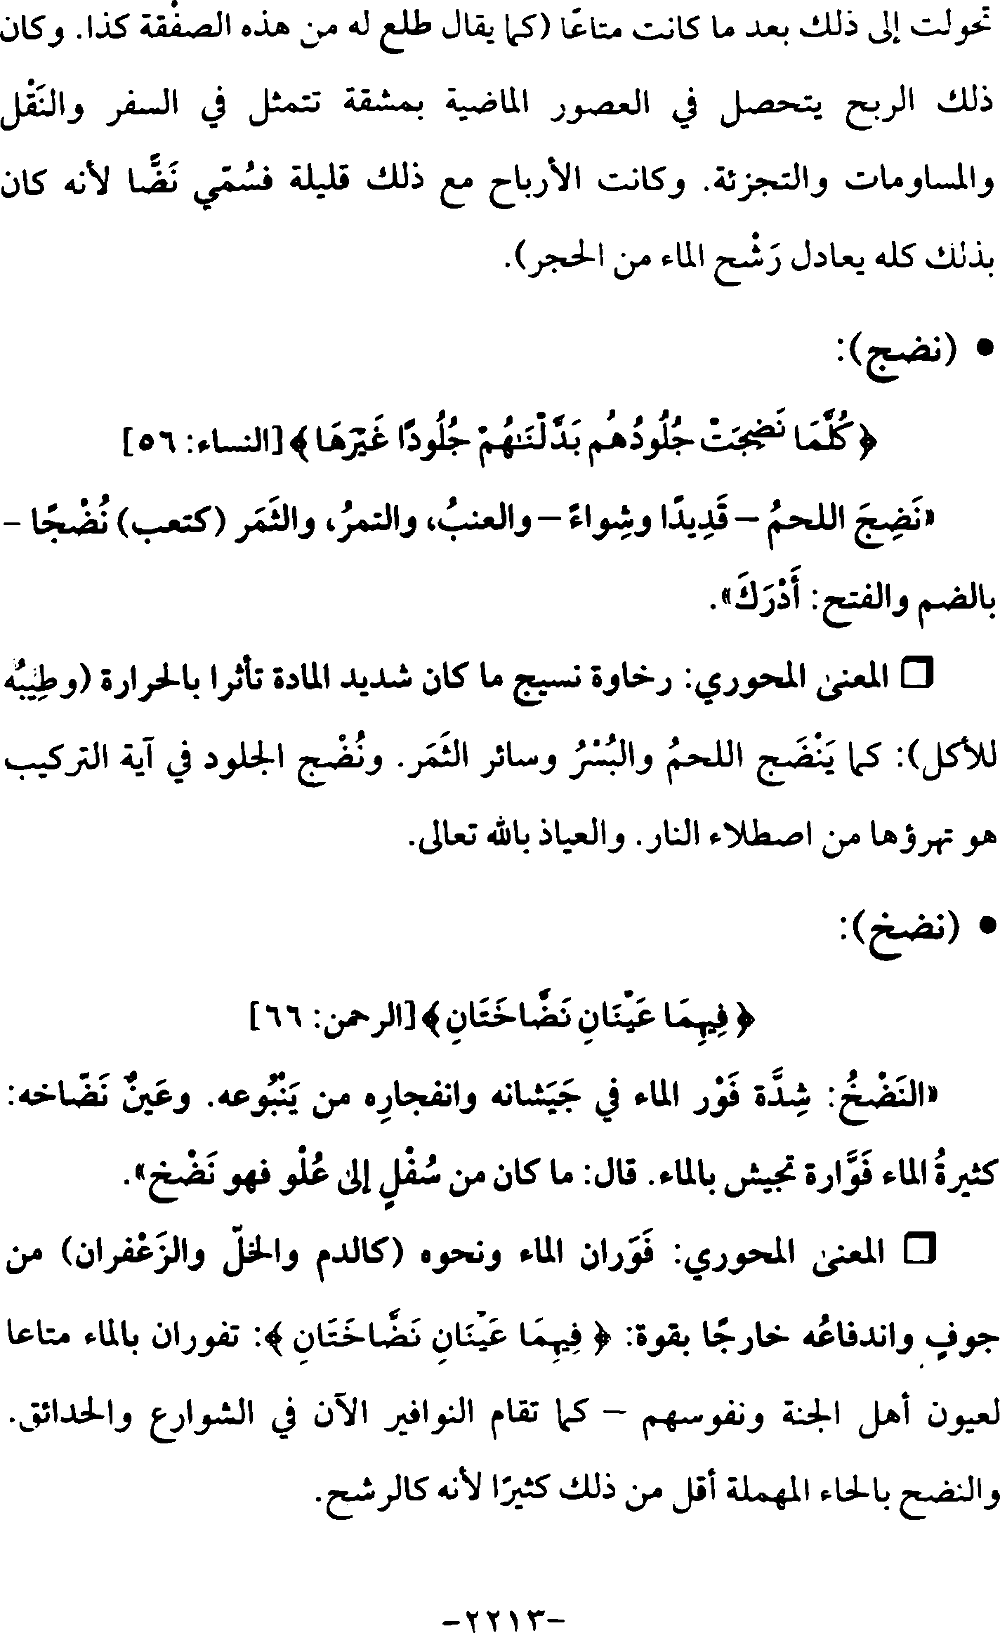 تحولت إلى ذلك بعد ما كانت متاعًا (كما يقال طلع له من هذه الصفْقة كذا. وكان
ذلك الربح يتحصل في العصور الماضية بمشقة تتمثل في السفر والنَقْل
والمساومات والتجزئة. وكانت الأرباح مع ذلك قليلة فسُمّي نَضًّا لأنه كان
بذلك كله يعادل رَشْح الماء من الحجر).
• (نضج):
﴿كُلَّمَا نَضِجَتْ جُلُودُهُم بَدَّلْنَٰهُمْ جُلُودًا غَيْرَهَا﴾ [النساء: ٥٦]
«نَضِجَ اللحمُ – قَدِيدًا وشِواءً – والعنبُ، والتمرُ، والثَمَر (كتعب) نُضْجًا –
بالضم والفتح: أَدْرَكَ».
❐ المعنىٰ المحوري: رخاوة نسيج ما كان شديد المادة تأثرا بالحرارة (وطِيبُه
للأكل): كما يَنْضَج اللحمُ والبُسْرُ وسائر الثَمَر. ونُضْج الجلود في آية التركيب
هو تهرؤها من اصطلاء النار. والعياذ بالله تعالى.
• (نضخ):
﴿فِيهِمَا عَيْنَانِ نَضَّاخَتَانِ﴾ [الرحمن: ٦٦]
«النَضْخُ: شِدَّة فَوْر الماء في جَيَشانه وانفجارِه من يَنْبُوعه. وعَينٌ نَضّاخه:
كثيرةُ الماء فَوَّارة تجيش بالماء. قال: ما كان من سُفْلٍ إلىٰ عُلْو فهو نَضْخ».
❐ المعنىٰ المحوري: فَوَران الماء ونحوه (كالدم والخلّ والزَعْفران) من
جوفٍ واندفاعُه خارجًا بقوة: ﴿فِيهِمَا عَيْنَانِ نَضَّاخَتَانِ﴾: تفوران بالماء متاعا
لعيون أهل الجنة ونفوسهم – كما تقام النوافير الآن في الشوارع والحدائق.
والنضح بالحاء المهملة أقل من ذلك كثيرًا لأنه كالرشح.
-٢٢١٣-